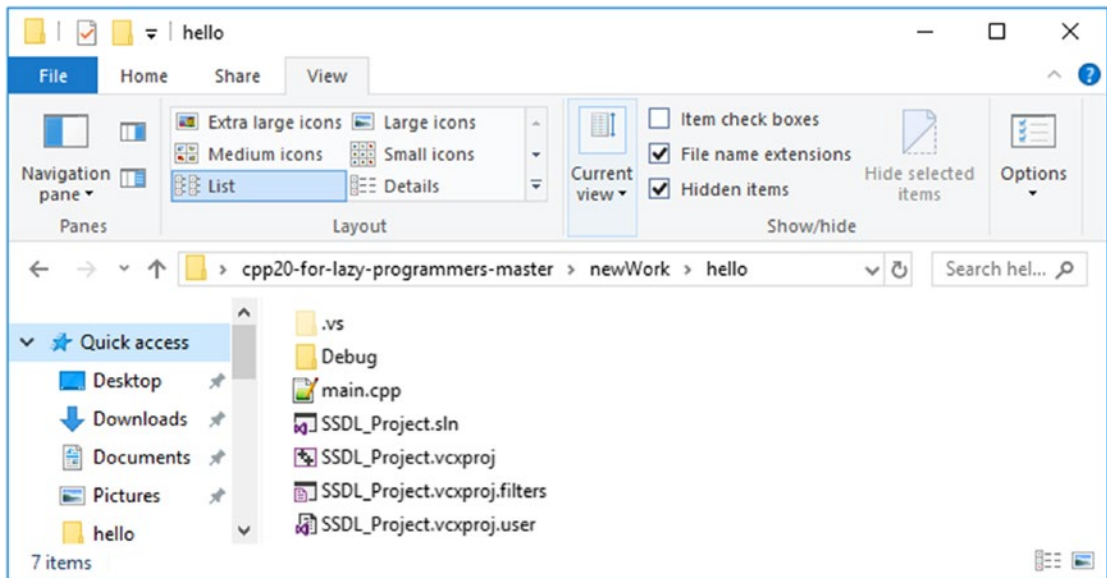 hello
File Home Share View
Extra large icons Large icons Item check boxes
Medium icons Small icons File name extensions
Navigation pane List Details Current view Hidden items Hide selected items Options
Panes Layout Show/hide
cpp20-for-lazy-programmers-master > newWork > hello Search hel...
Quick access
Desktop
Downloads
Documents
Pictures
hello
.vs
Debug
main.cpp
SSDL_Project.sln
SSDL_Project.vcxproj
SSDL_Project.vcxproj.filters
SSDL_Project.vcxproj.user
7 items